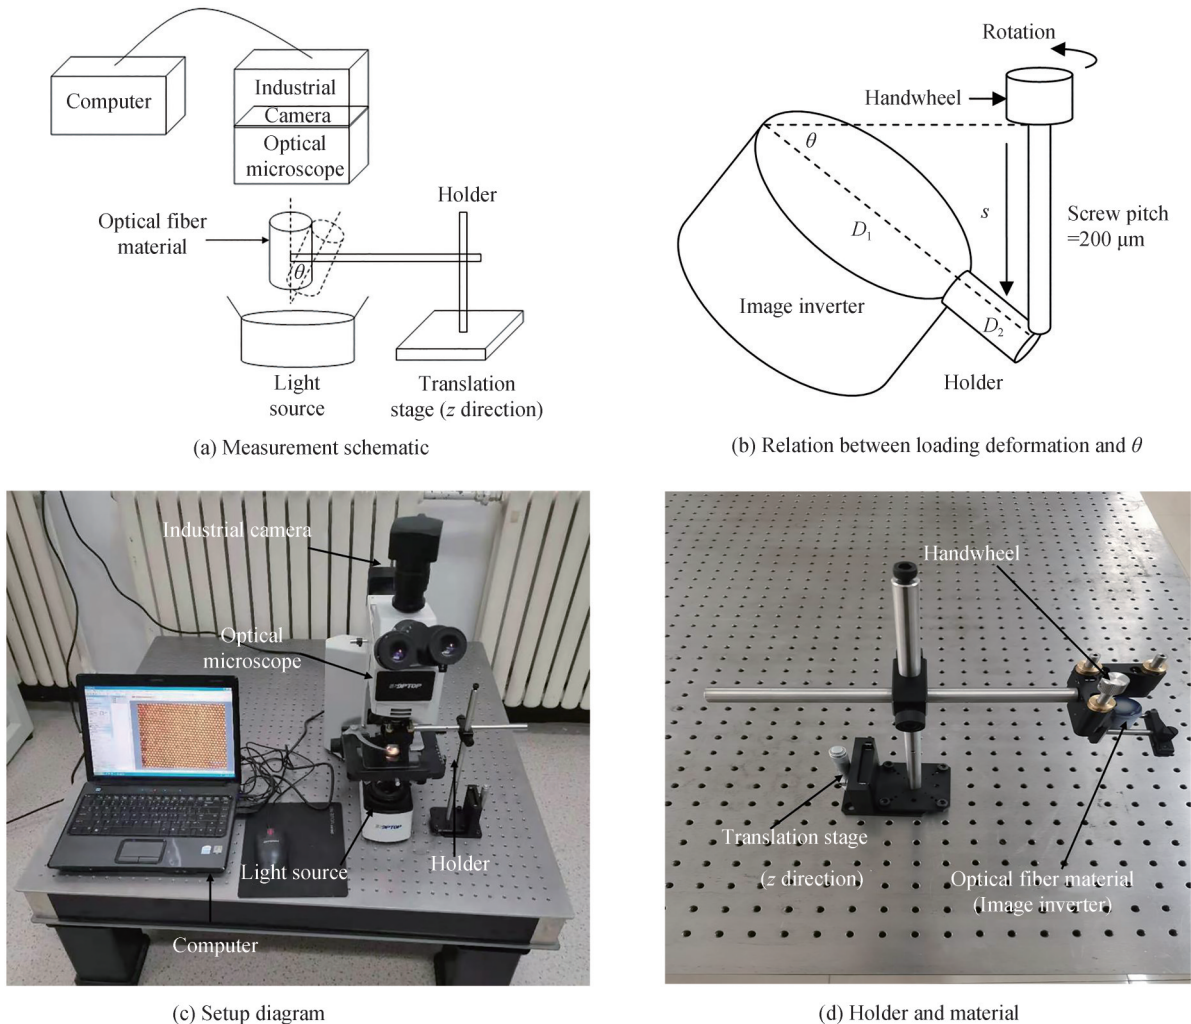 Computer
Industrial
Camera
Optical
microscope
Holder
Optical fiber
material
θ
Light
source
Translation
stage (z direction)
(a) Measurement schematic
Rotation
Handwheel
θ
s
Screw pitch
=200 μm
D1
Image inverter
D2
Holder
(b) Relation between loading deformation and θ
Industrial camera
Optical
microscope
Light source
Holder
Computer
(c) Setup diagram
Handwheel
Translation stage
(z direction)
Optical fiber material
(Image inverter)
(d) Holder and material